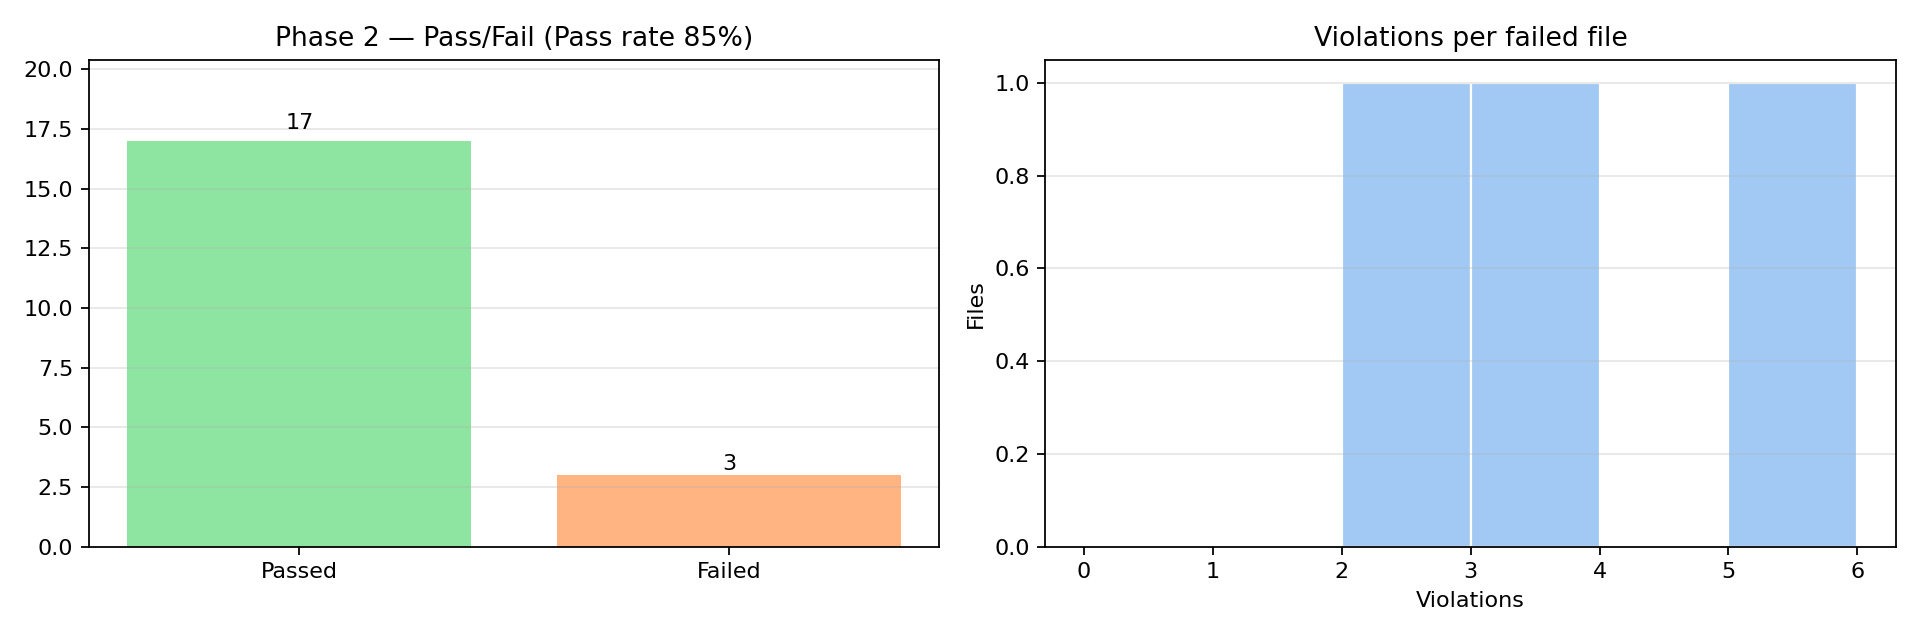 Phase 2 — Pass/Fail (Pass rate 85%)
20.0
17.5
15.0
12.5
10.0
7.5
5.0
2.5
0.0
17
3
Passed Failed
Violations per failed file
Files
1.0
0.8
0.6
0.4
0.2
0.0
0 1 2 3 4 5 6
Violations